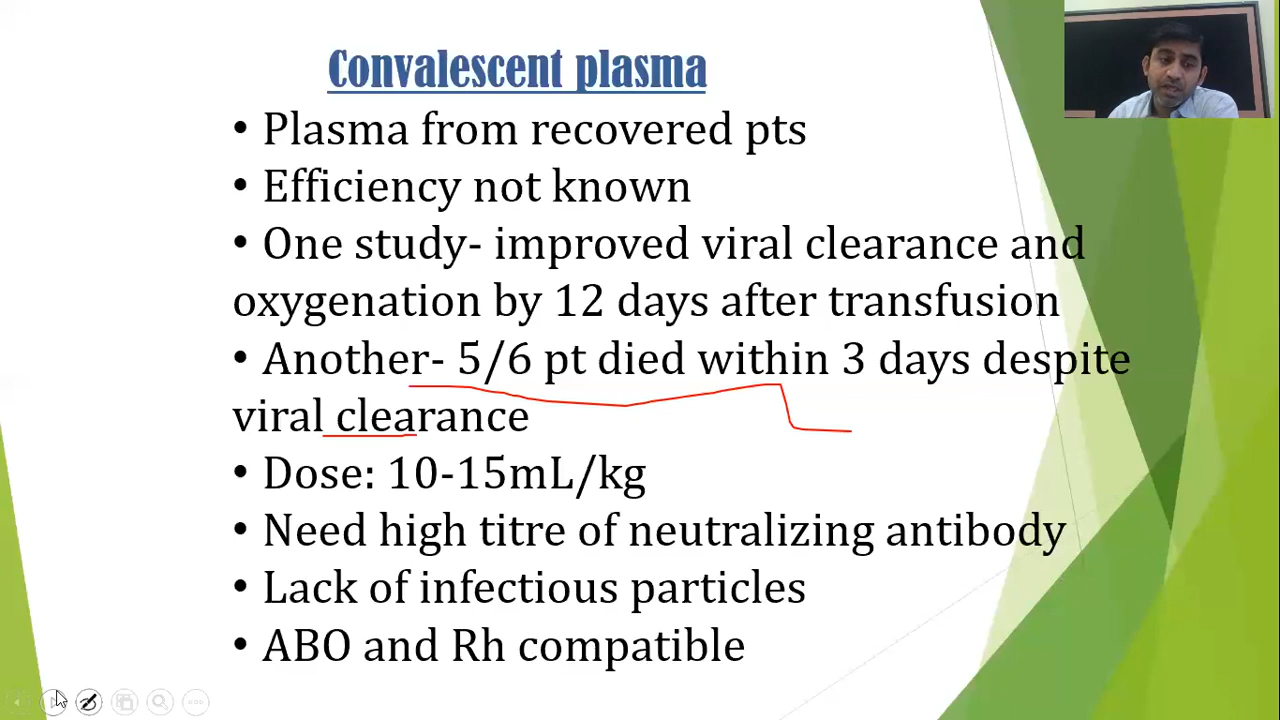 Convalescent plasma
• Plasma from recovered pts
• Efficiency not known
• One study- improved viral clearance and
oxygenation by 12 days after transfusion
• Another- 5/6 pt died within 3 days despite
viral clearance
• Dose: 10-15mL/kg
• Need high titre of neutralizing antibody
• Lack of infectious particles
• ABO and Rh compatible